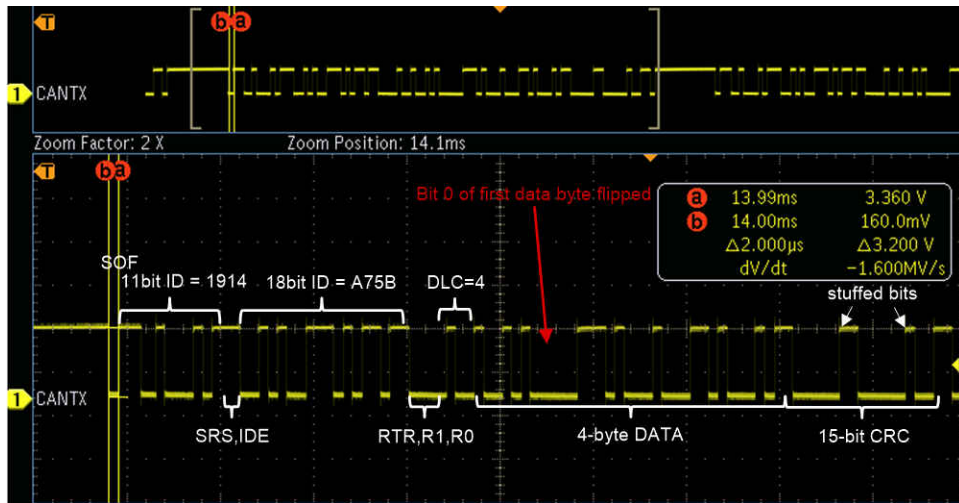 T
b a
1 CANTX
Zoom Factor: 2 X Zoom Position: 14.1ms
T
b a
Bit 0 of first data byte flipped
a 13.99ms 3.360 V
b 14.00ms 160.0mV
Δ2.000µs Δ3.200 V
dV/dt −1.600MV/s
SOF
11bit ID = 1914 18bit ID = A75B DLC=4
stuffed bits
1 CANTX
SRS,IDE RTR,R1,R0 4-byte DATA 15-bit CRC